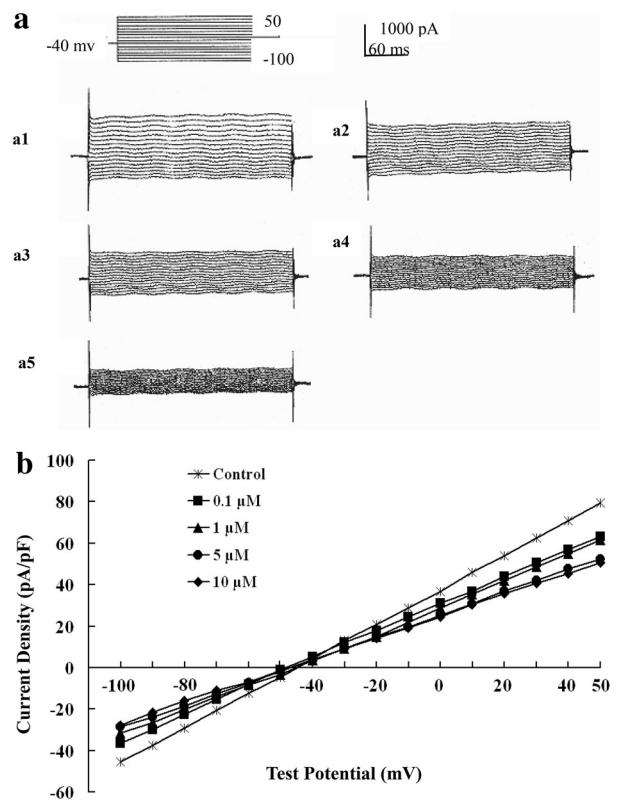 a
-40 mv
50
-100
1000 pA
60 ms
a1
a2
a3
a4
a5
b
Current Density (pA/pF)
100
80
60
40
20
0
-20
-40
-60
Control
0.1 µM
1 µM
5 µM
10 µM
-100 -80 -60 -40 -20 0 20 40 50
Test Potential (mV)